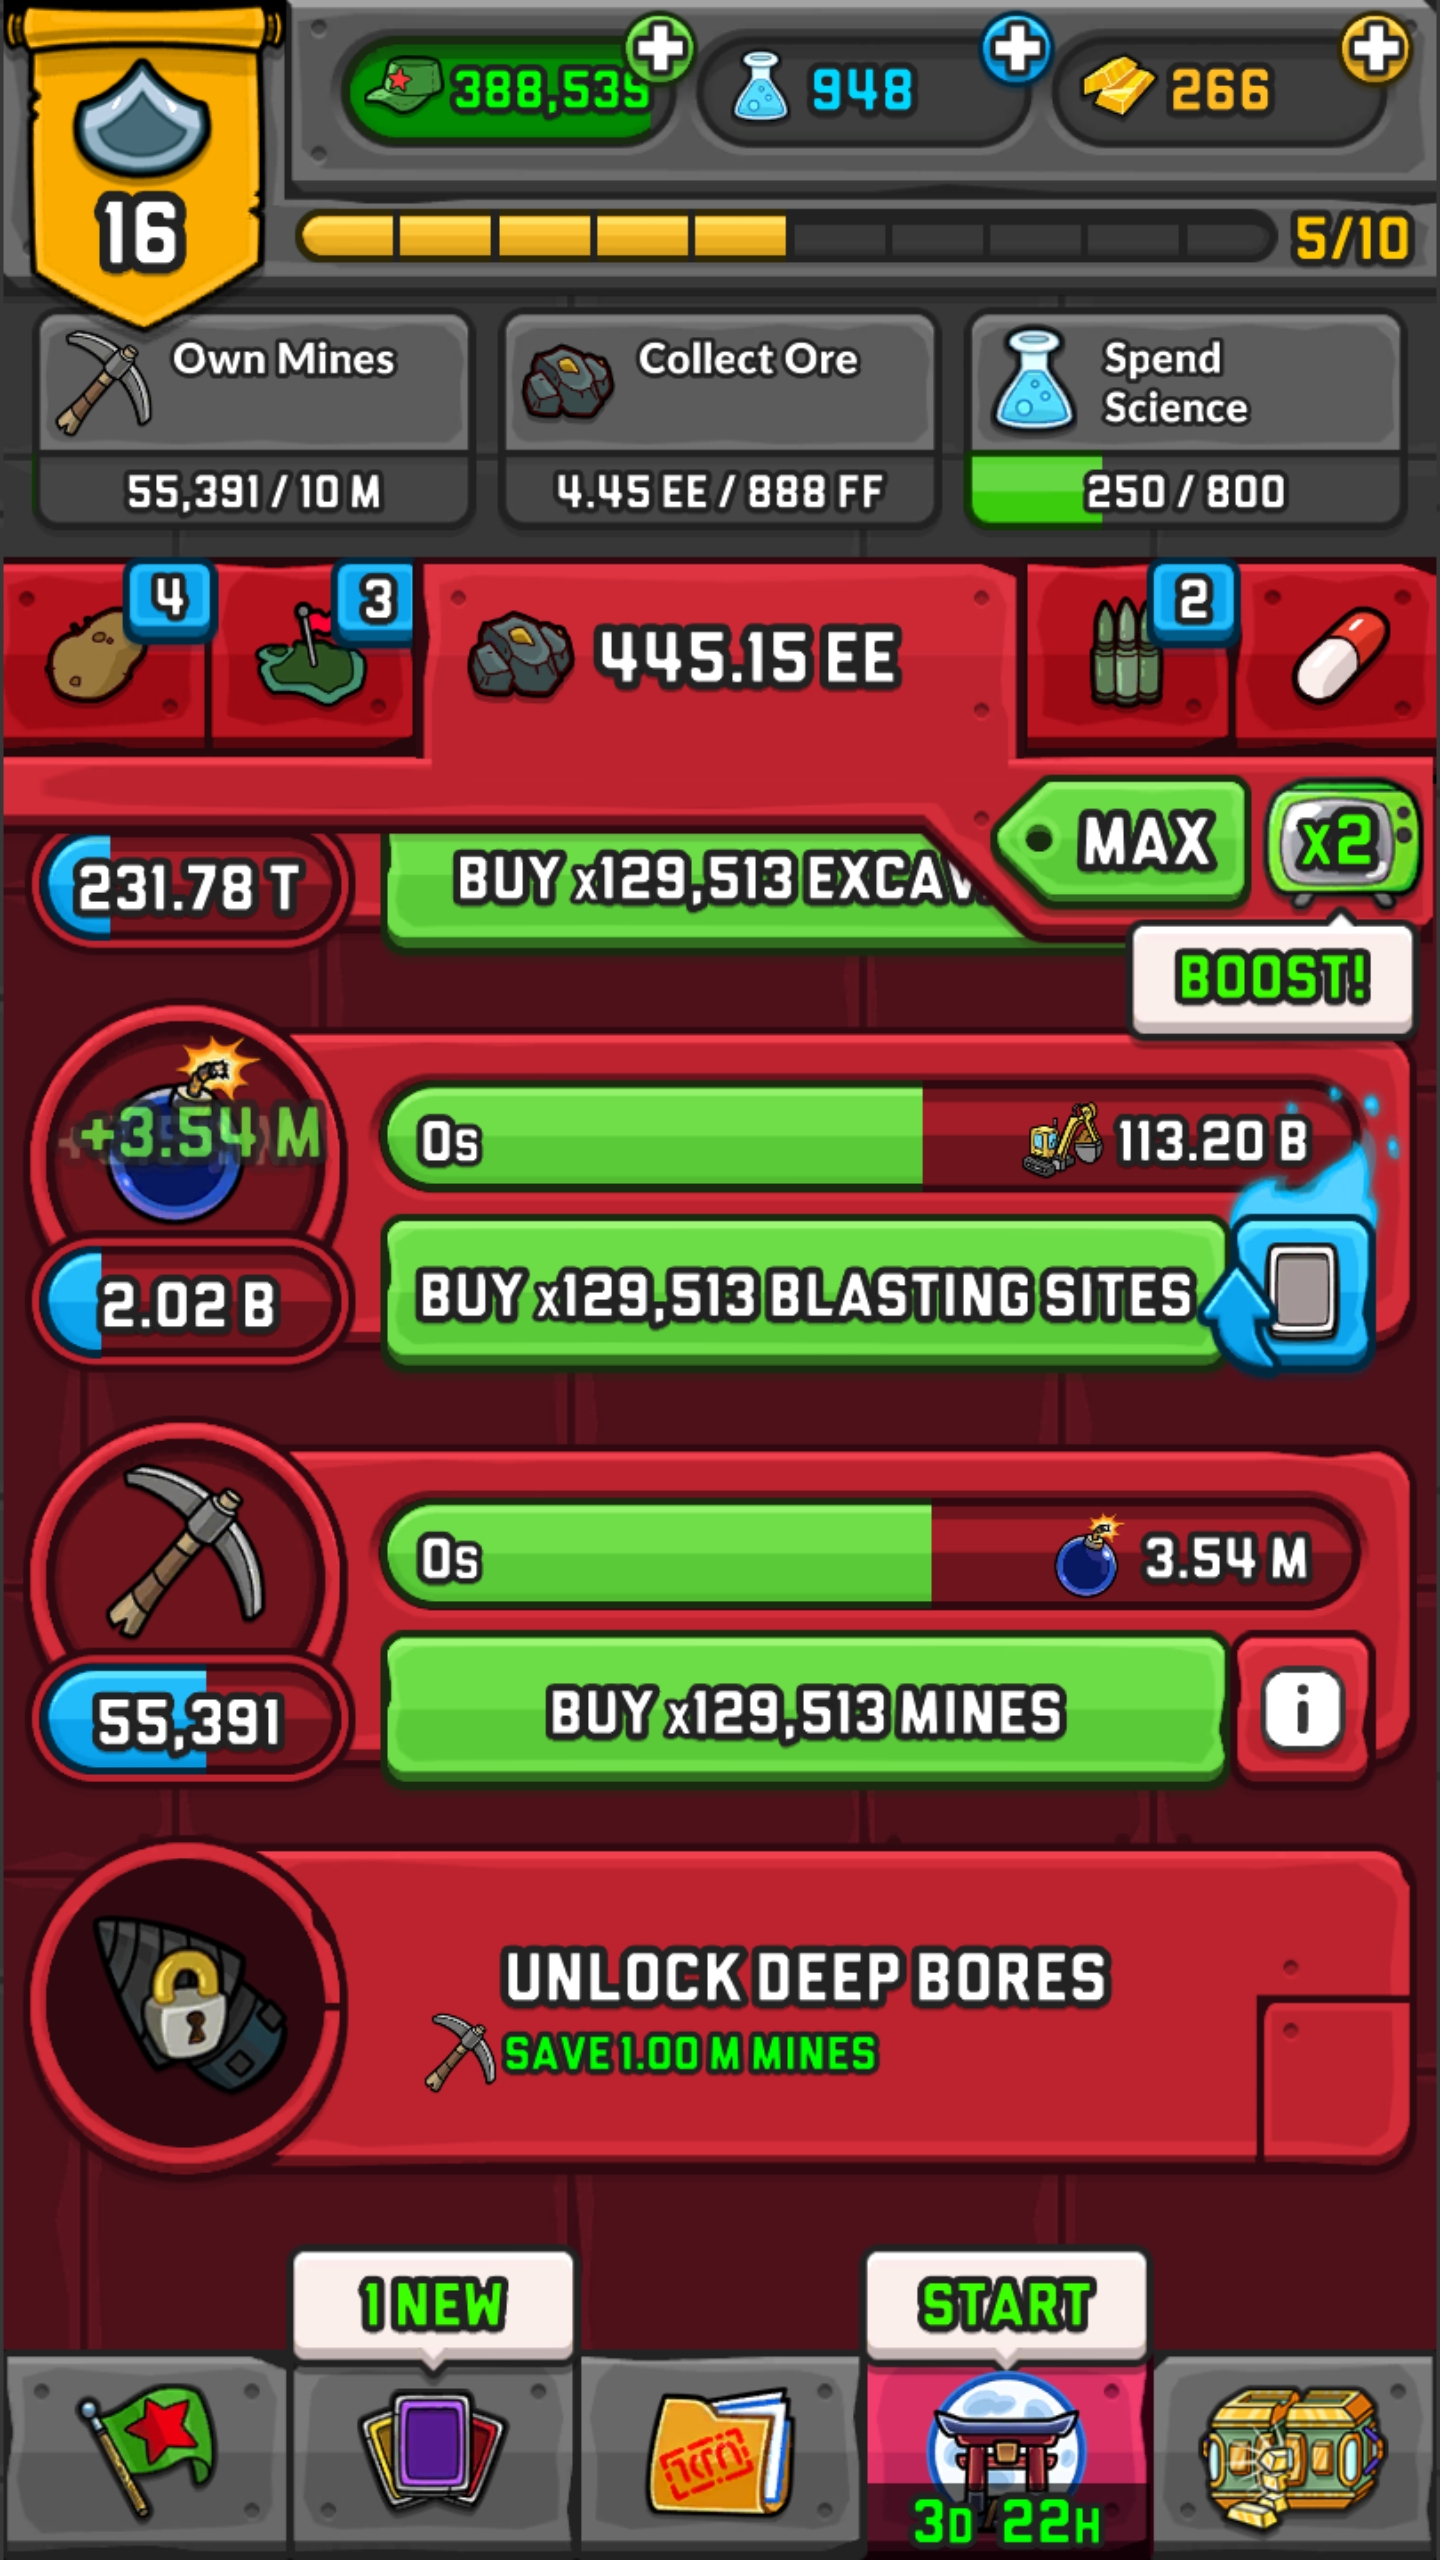 388,539
948
266
16
5/10
Own Mines
55,391 / 10 M
Collect Ore
4.45 EE / 888 FF
Spend
Science
250 / 800
4
3
445.15 EE
2
MAX
x2
231.78 T
BUY x129,513
BOOST!
+3.54 M
0s
113.20 B
2.02 B
BUY x129,513 BLASTING SITES
0s
3.54 M
55,391
BUY x129,513 MINES
i
UNLOCK DEEP BORES
SAVE 1.00 M MINES
1 NEW
START
3D 22H